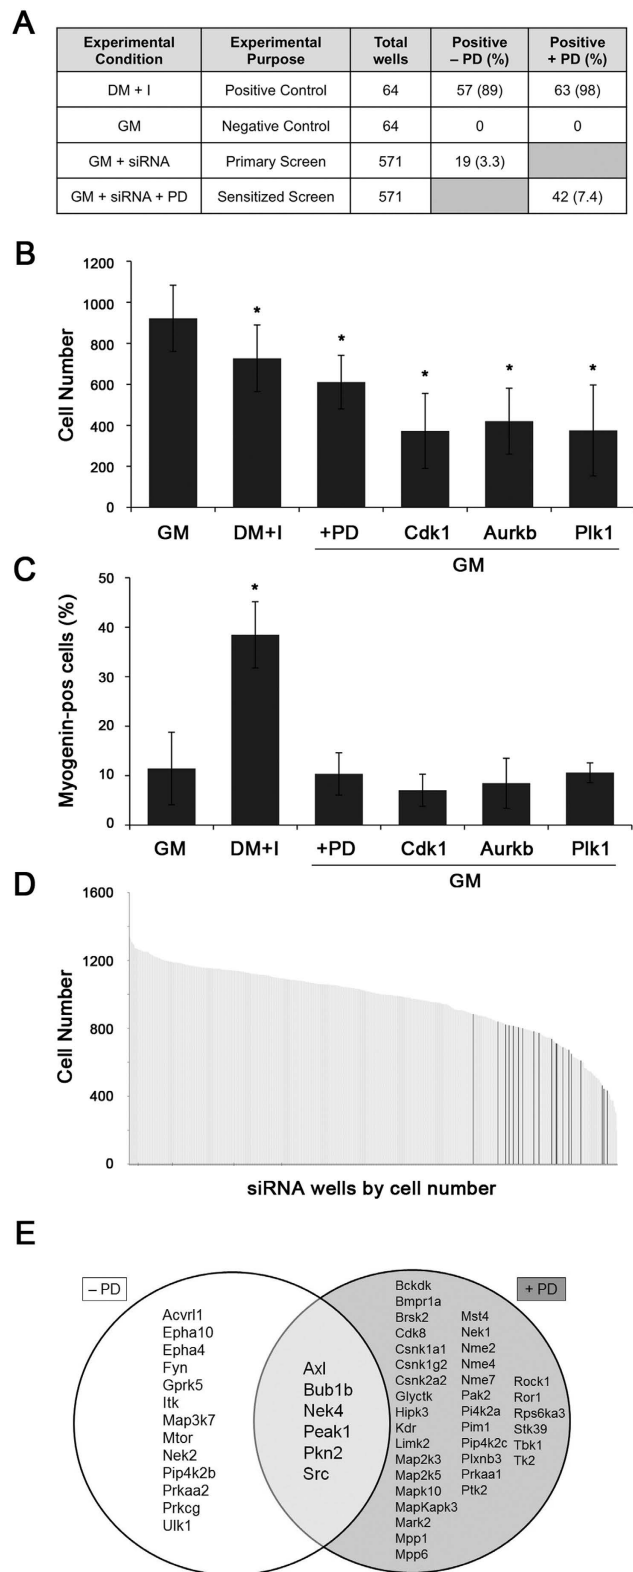 A
Experimental Condition | Experimental Purpose | Total wells | Positive – PD (%) | Positive + PD (%)
DM + I | Positive Control | 64 | 57 (89) | 63 (98)
GM | Negative Control | 64 | 0 | 0
GM + siRNA | Primary Screen | 571 | 19 (3.3)
GM + siRNA + PD | Sensitized Screen | 571 | 42 (7.4)
B
Cell Number
1200
1000
800
600
400
200
0
* * * * *
GM DM+I +PD Cdk1 Aurkb Plk1
GM
C
Myogenin-pos cells (%)
50
40
30
20
10
0
*
GM DM+I +PD Cdk1 Aurkb Plk1
GM
D
Cell Number
1600
1200
800
400
0
siRNA wells by cell number
E
– PD
Acvrl1
Epha10
Epha4
Fyn
Gprk5
Itk
Map3k7
Mtor
Nek2
Pip4k2b
Prkaa2
Prkcg
Ulk1
Axl
Bub1b
Nek4
Peak1
Pkn2
Src
+ PD
Bckdk
Bmpr1a
Brsk2
Cdk8
Csnk1a1
Csnk1g2
Csnk2a2
Glyctk
Hipk3
Kdr
Limk2
Map2k3
Map2k5
Mapk10
MapKapk3
Mark2
Mpp1
Mpp6
Mst4
Nek1
Nme2
Nme4
Nme7
Pak2
Pi4k2a
Pim1
Pip4k2c
Plxnb3
Prkaa1
Ptk2
Rock1
Ror1
Rps6ka3
Stk39
Tbk1
Tk2